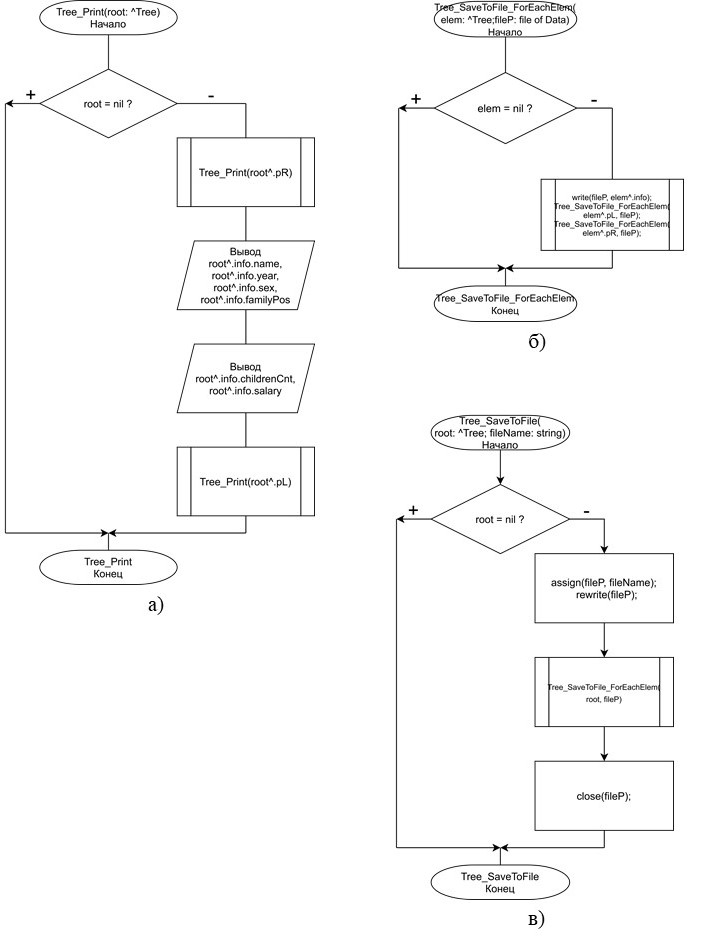 Tree_Print(root: ^Tree)
Начало
root = nil ?
+
-
Tree_Print(root^.pR)
Вывод
root^.info.name,
root^.info.year,
root^.info.sex,
root^.info.familyPos
Вывод
root^.info.childrenCnt,
root^.info.salary
Tree_Print(root^.pL)
Tree_Print
Конец
а)
Tree_SaveToFile_ForEachElem(
elem: ^Tree;fileP: file of Data)
Начало
elem = nil ?
+
-
write(fileP, elem^.info);
Tree_SaveToFile_ForEachElem(
elem^.pL, fileP);
Tree_SaveToFile_ForEachElem(
elem^.pR, fileP);
Tree_SaveToFile_ForEachElem
Конец
б)
Tree_SaveToFile(
root: ^Tree; fileName: string)
Начало
root = nil ?
+
-
assign(fileP, fileName);
rewrite(fileP);
Tree_SaveToFile_ForEachElem(
root, fileP)
close(fileP);
Tree_SaveToFile
Конец
в)